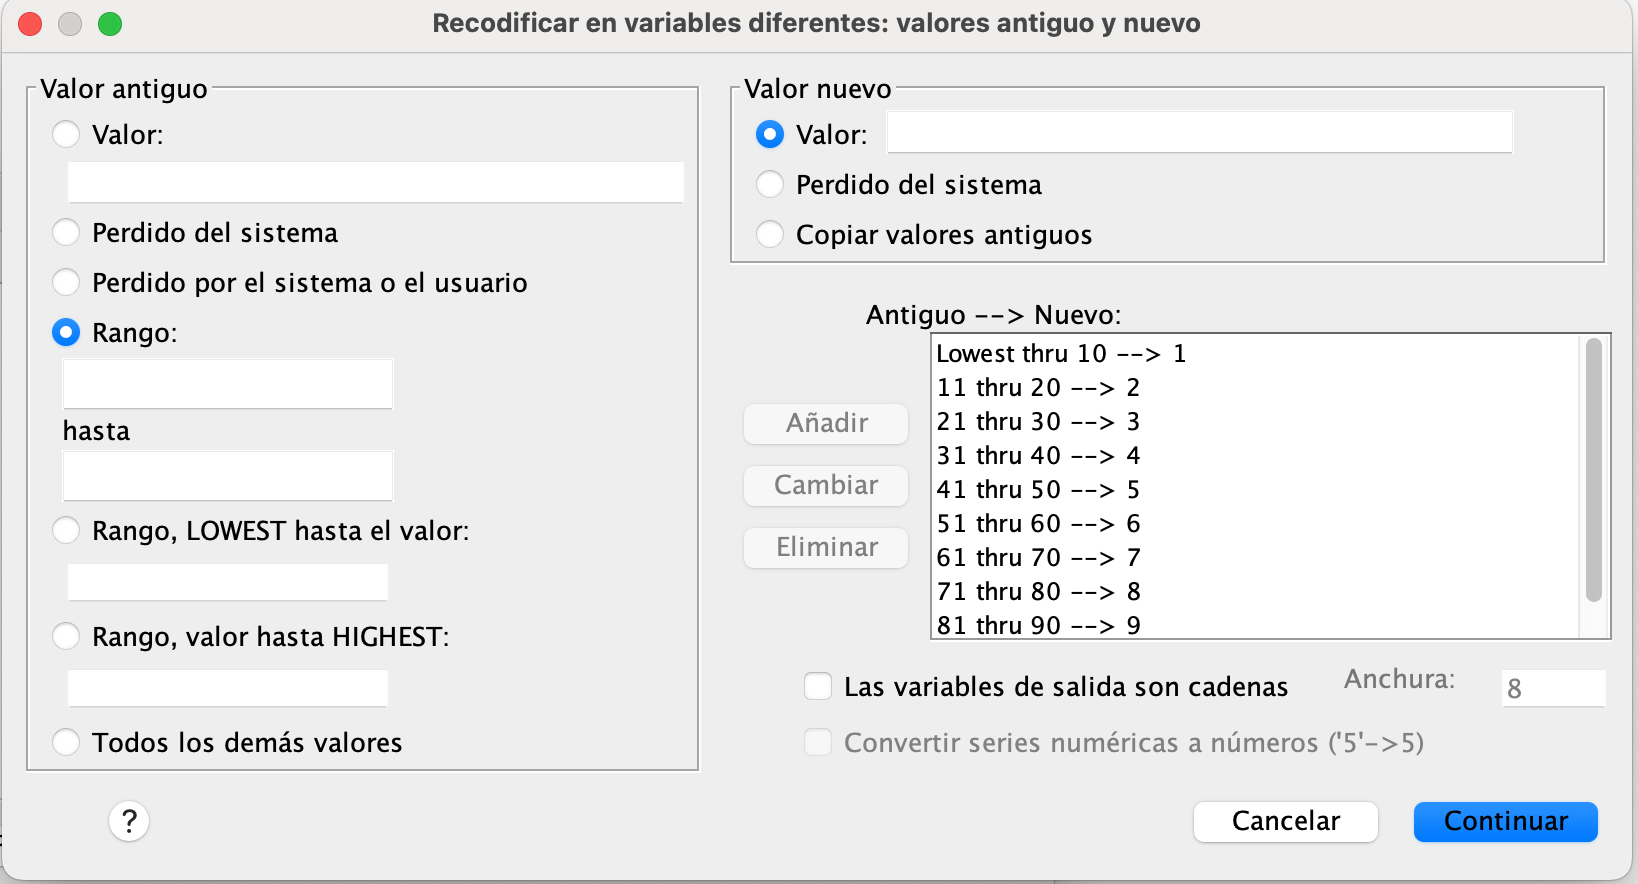 Recodificar en variables diferentes: valores antiguo y nuevo
Valor antiguo
Valor:
Perdido del sistema
Perdido por el sistema o el usuario
Rango:
hasta
Rango, LOWEST hasta el valor:
Rango, valor hasta HIGHEST:
Todos los demás valores
Valor nuevo
Valor:
Perdido del sistema
Copiar valores antiguos
Antiguo --> Nuevo:
Lowest thru 10 --> 1
11 thru 20 --> 2
21 thru 30 --> 3
31 thru 40 --> 4
41 thru 50 --> 5
51 thru 60 --> 6
61 thru 70 --> 7
71 thru 80 --> 8
81 thru 90 --> 9
Añadir
Cambiar
Eliminar
Las variables de salida son cadenas
Anchura:
8
Convertir series numéricas a números ('5'->5)
?
Cancelar
Continuar